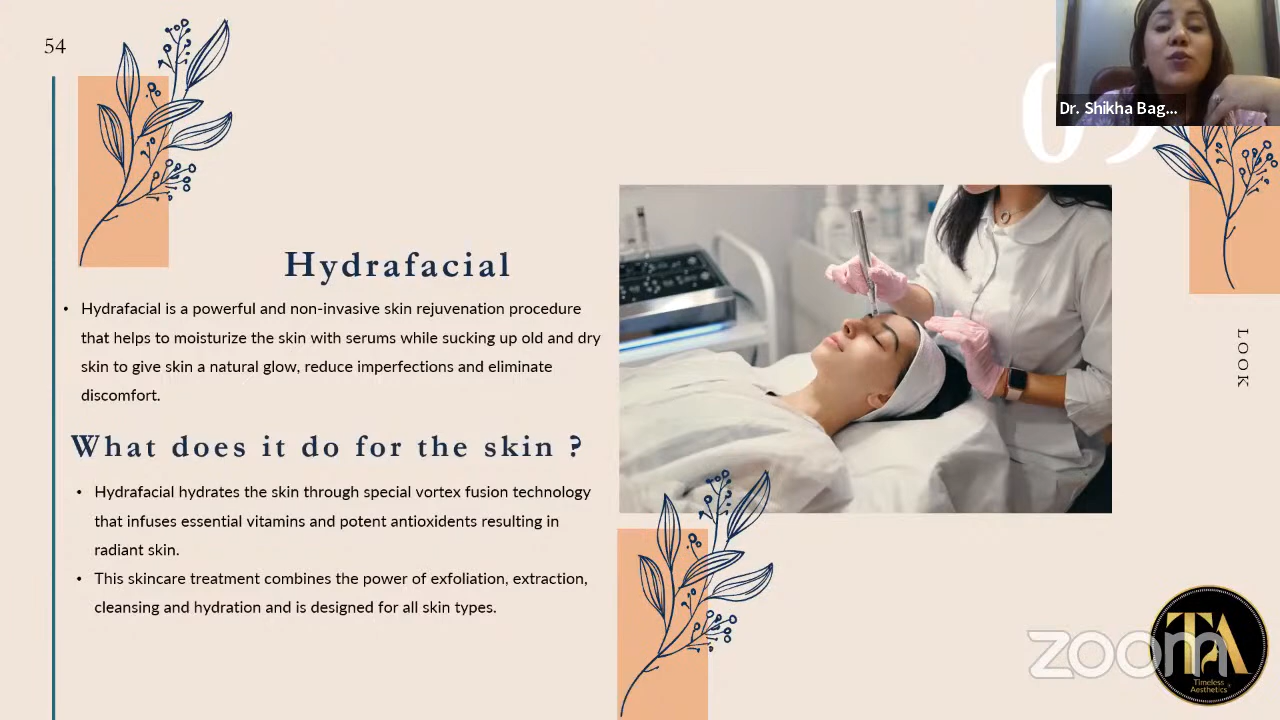 54
Dr. Shikha Bag...
Hydrafacial
• Hydrafacial is a powerful and non-invasive skin rejuvenation procedure
that helps to moisturize the skin with serums while sucking up old and dry
skin to give skin a natural glow, reduce imperfections and eliminate
discomfort.
What does it do for the skin ?
• Hydrafacial hydrates the skin through special vortex fusion technology
that infuses essential vitamins and potent antioxidents resulting in
radiant skin.
• This skincare treatment combines the power of exfoliation, extraction,
cleansing and hydration and is designed for all skin types.
LOOK
zoom
TA
Timeless
Aesthetics